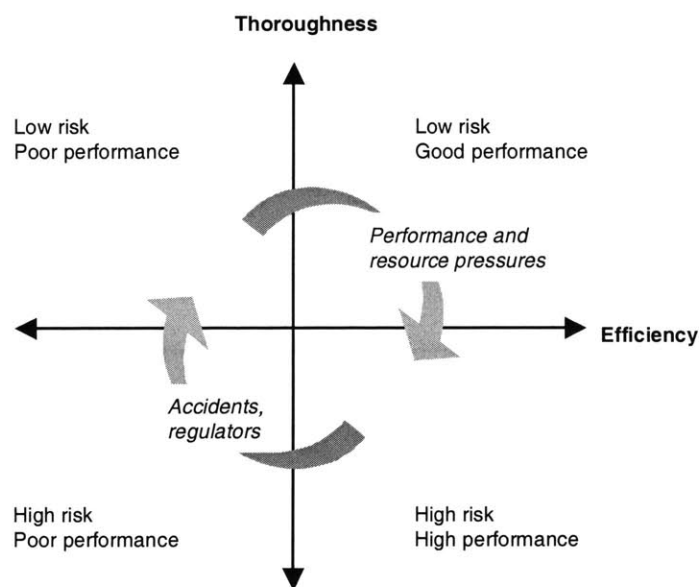 Thoroughness
Low risk
Poor performance
Low risk
Good performance
Performance and
resource pressures
Efficiency
Accidents,
regulators
High risk
Poor performance
High risk
High performance